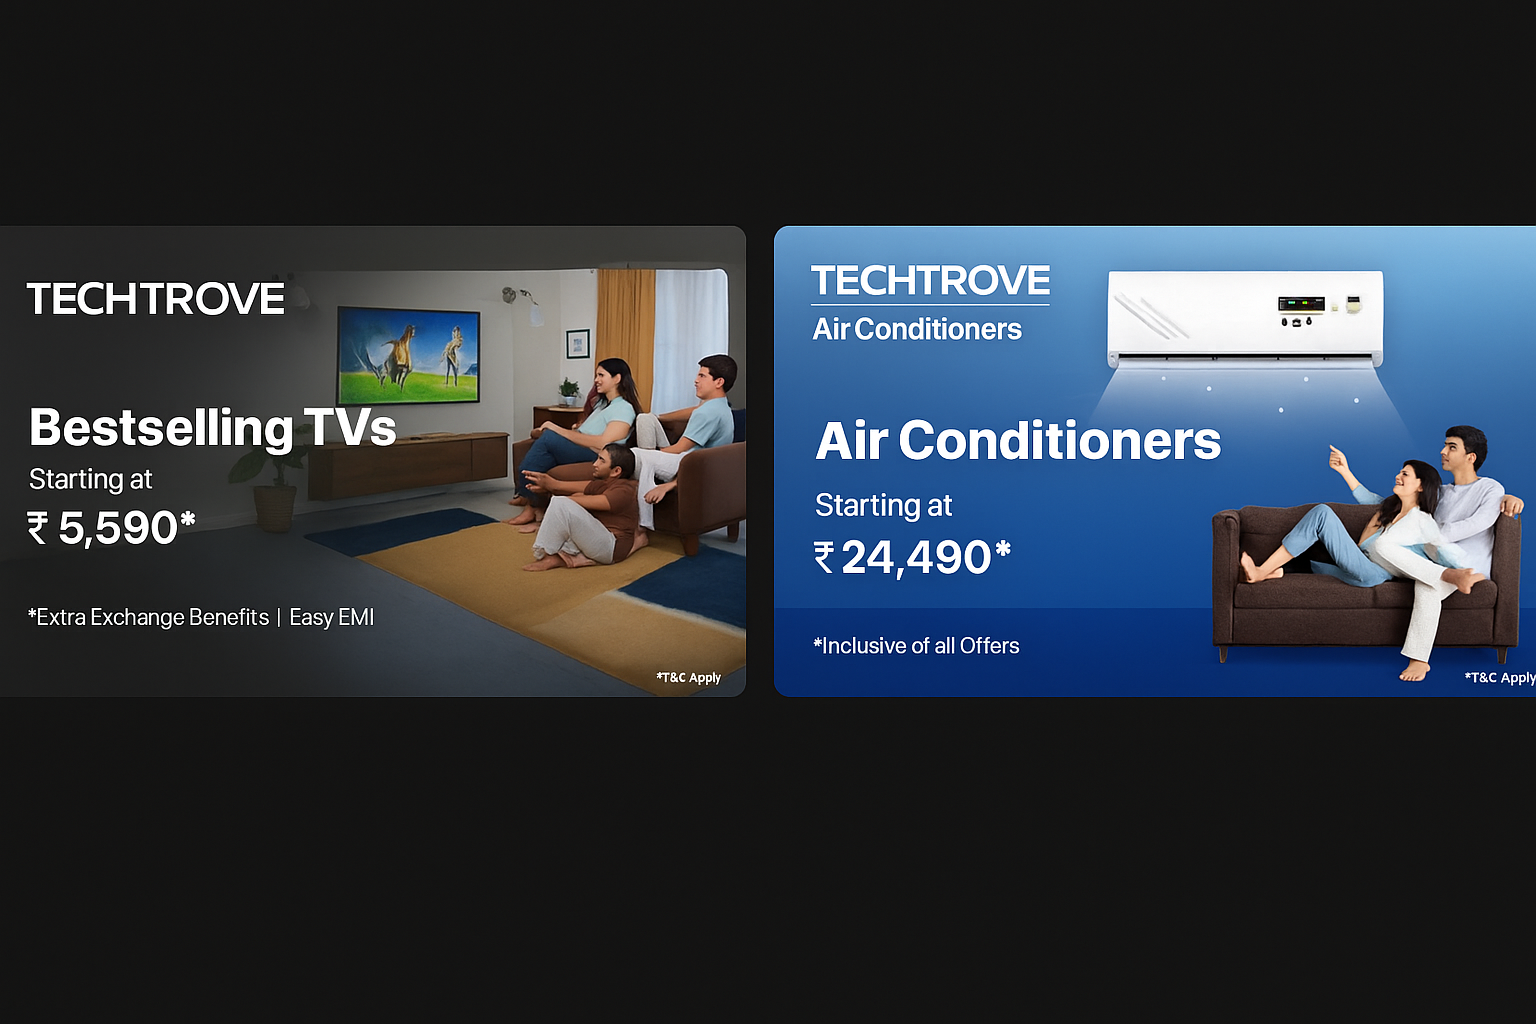 TECHTROVE
Bestselling TVs
Starting at
₹ 5,590*
*Extra Exchange Benefits | Easy EMI
*T&C Apply
TECHTROVE
Air Conditioners
Air Conditioners
Starting at
₹ 24,490*
*Inclusive of all Offers
*T&C Apply